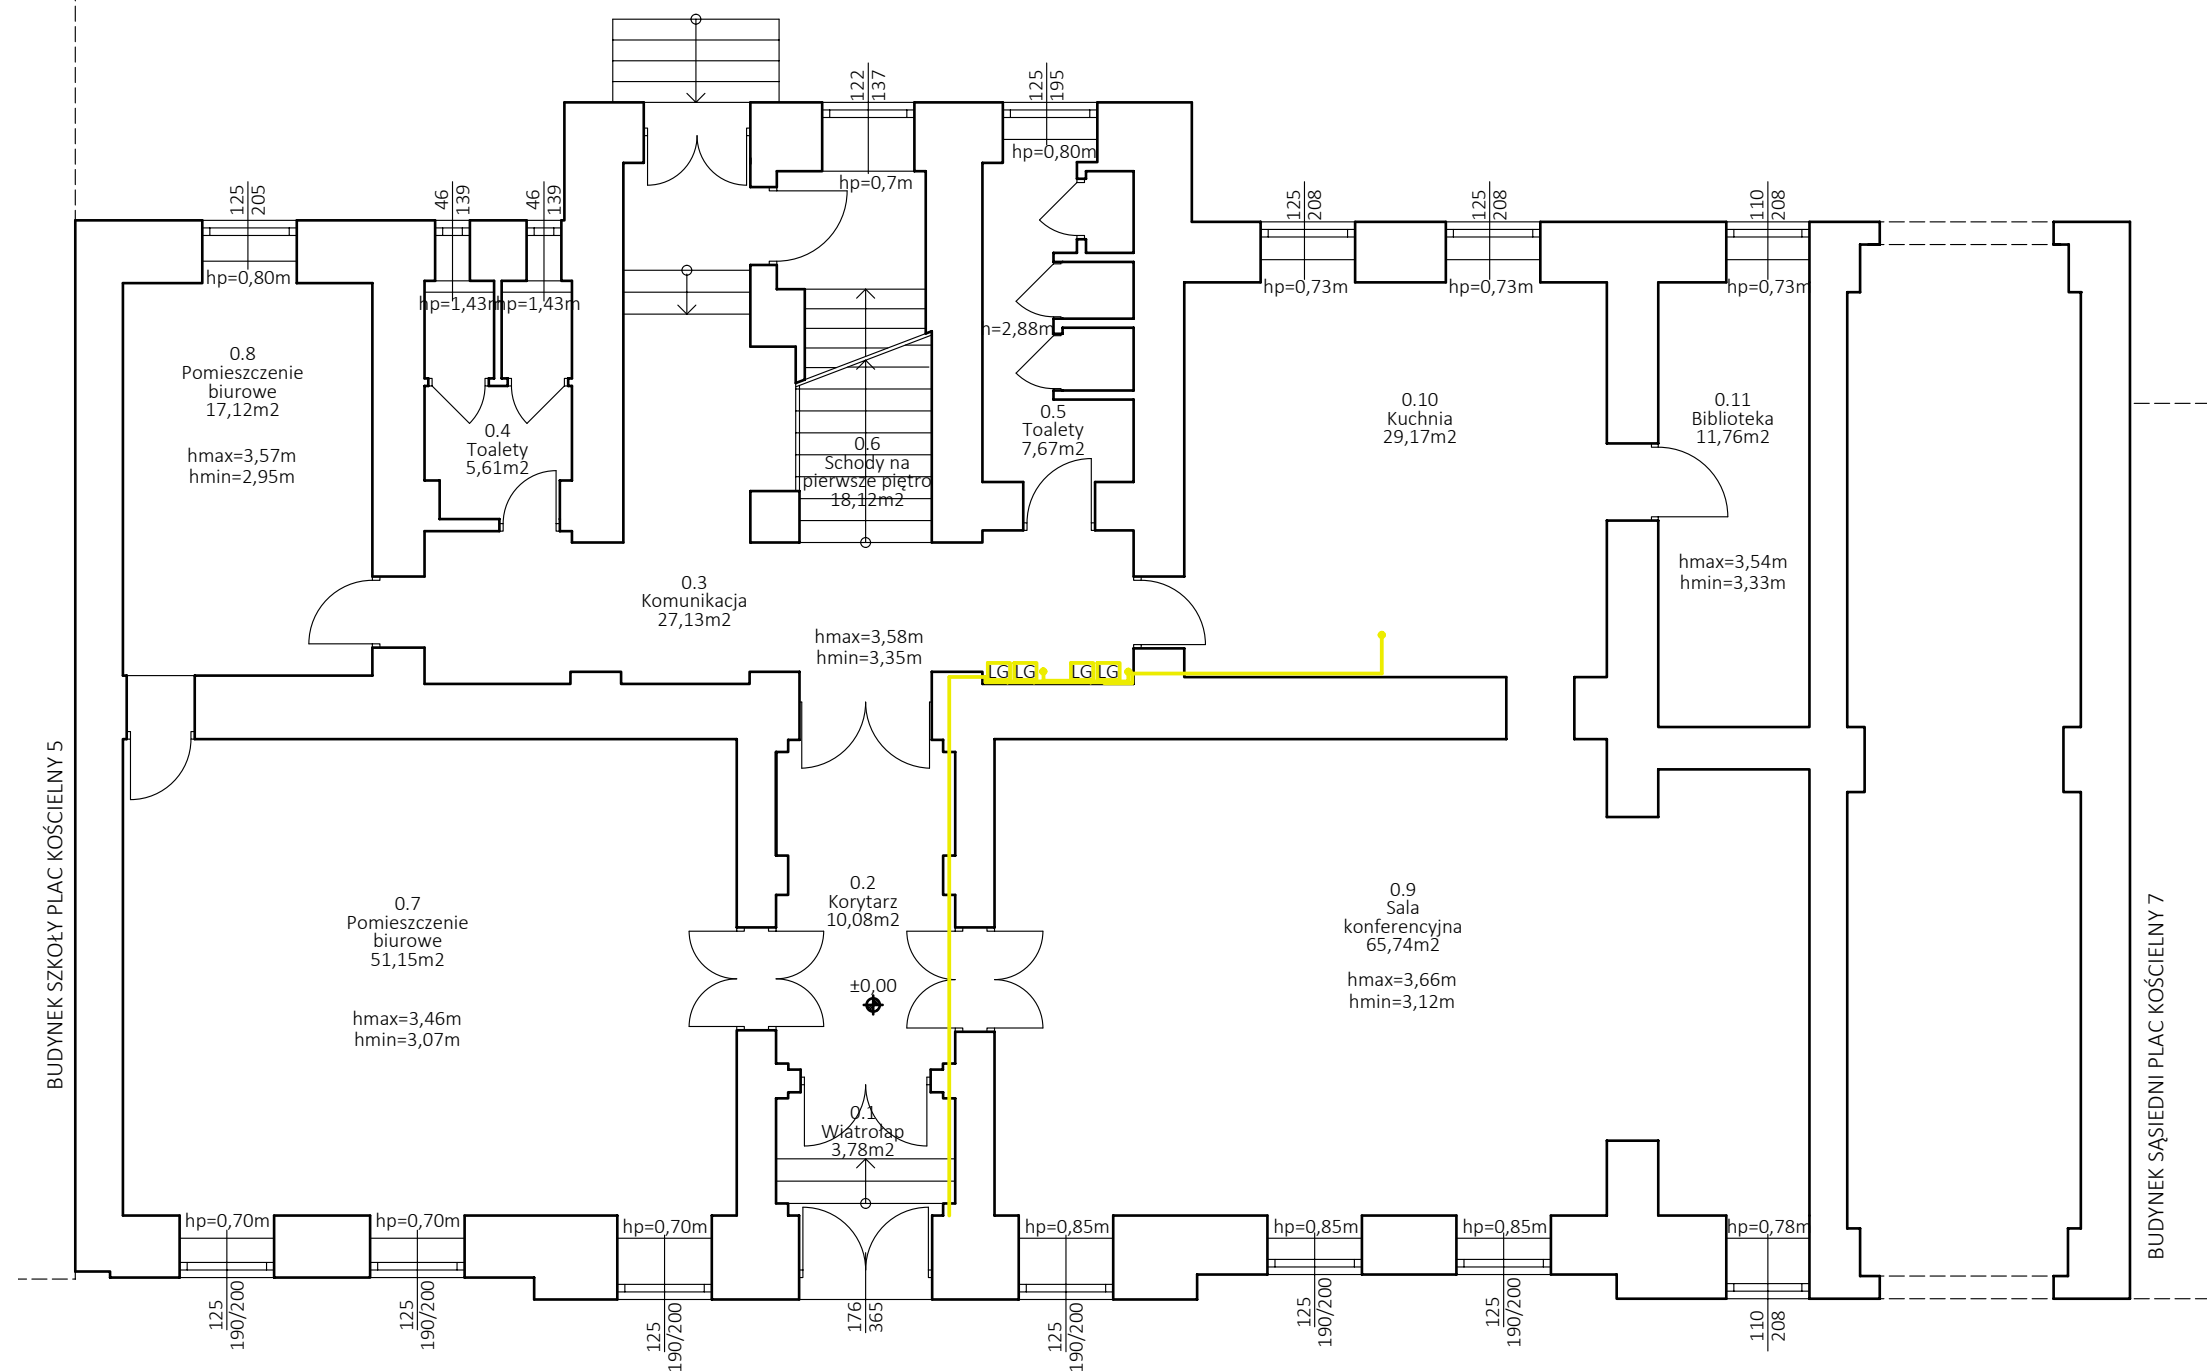 122
137
125
195
hp=0,80m
hp=0,7m
125
205
46
139
46
139
125
208
125
208
110
208
hp=0,80m
hp=1,43m
hp=1,43m
hp=0,73m
hp=0,73m
hp=0,73m
h=2,88m
0.8
Pomieszczenie
biurowe
17,12m2
hmax=3,57m
hmin=2,95m
0.4
Toalety
5,61m2
0.6
Schody na
pierwsze piętro
18,12m2
0.5
Toalety
7,67m2
0.10
Kuchnia
29,17m2
0.11
Biblioteka
11,76m2
hmax=3,54m
hmin=3,33m
0.3
Komunikacja
27,13m2
hmax=3,58m
hmin=3,35m
LG LG LG LG
BUDYNEK SZKOŁY PLAC KOŚCIELNY 5
0.7
Pomieszczenie
biurowe
51,15m2
hmax=3,46m
hmin=3,07m
0.2
Korytarz
10,08m2
±0,00
0.9
Sala
konferencyjna
65,74m2
hmax=3,66m
hmin=3,12m
BUDYNEK SĄSIEDNI PLAC KOŚCIELNY 7
0.1
Wiatrołap
3,78m2
hp=0,70m
hp=0,70m
hp=0,70m
hp=0,85m
hp=0,85m
hp=0,85m
hp=0,78m
125
190/200
125
190/200
125
190/200
176
365
125
190/200
125
190/200
125
190/200
110
208